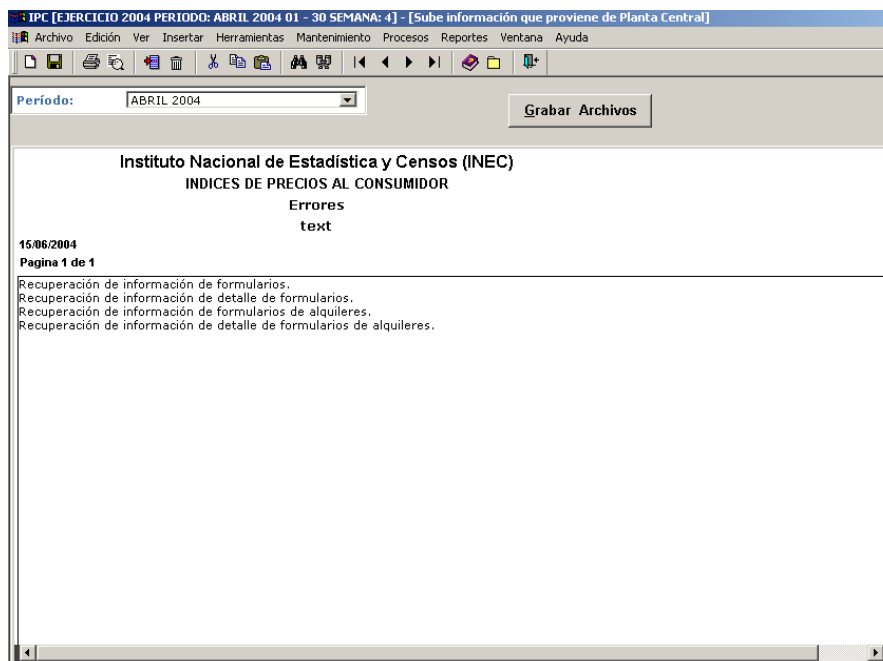 IPC [EJERCICIO 2004 PERIODO: ABRIL 2004 01 - 30 SEMANA: 4] - [Sube información que proviene de Planta Central]
Archivo Edición Ver Insertar Herramientas Mantenimiento Procesos Reportes Ventana Ayuda
Período: ABRIL 2004
Grabar Archivos
Instituto Nacional de Estadística y Censos (INEC)
INDICES DE PRECIOS AL CONSUMIDOR
Errores
text
15/06/2004
Pagina 1 de 1
Recuperación de información de formularios.
Recuperación de información de detalle de formularios.
Recuperación de información de formularios de alquileres.
Recuperación de información de detalle de formularios de alquileres.